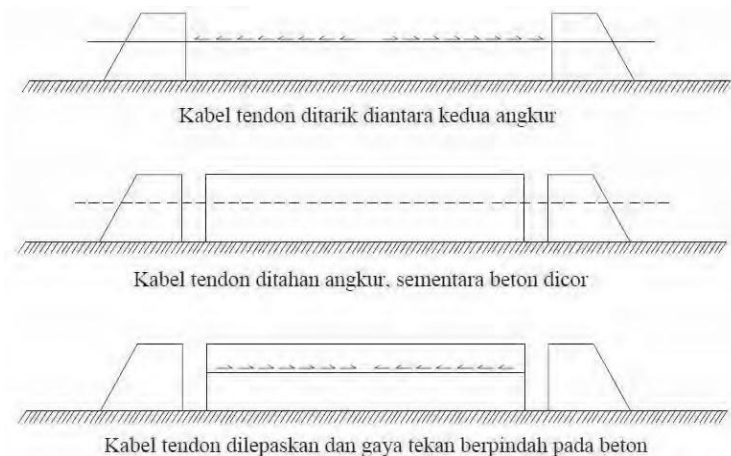 Kabel tendon ditarik diantara kedua angkur
Kabel tendon ditahan angkur, sementara beton dicor
Kabel tendon dilepaskan dan gaya tekan berpindah pada beton